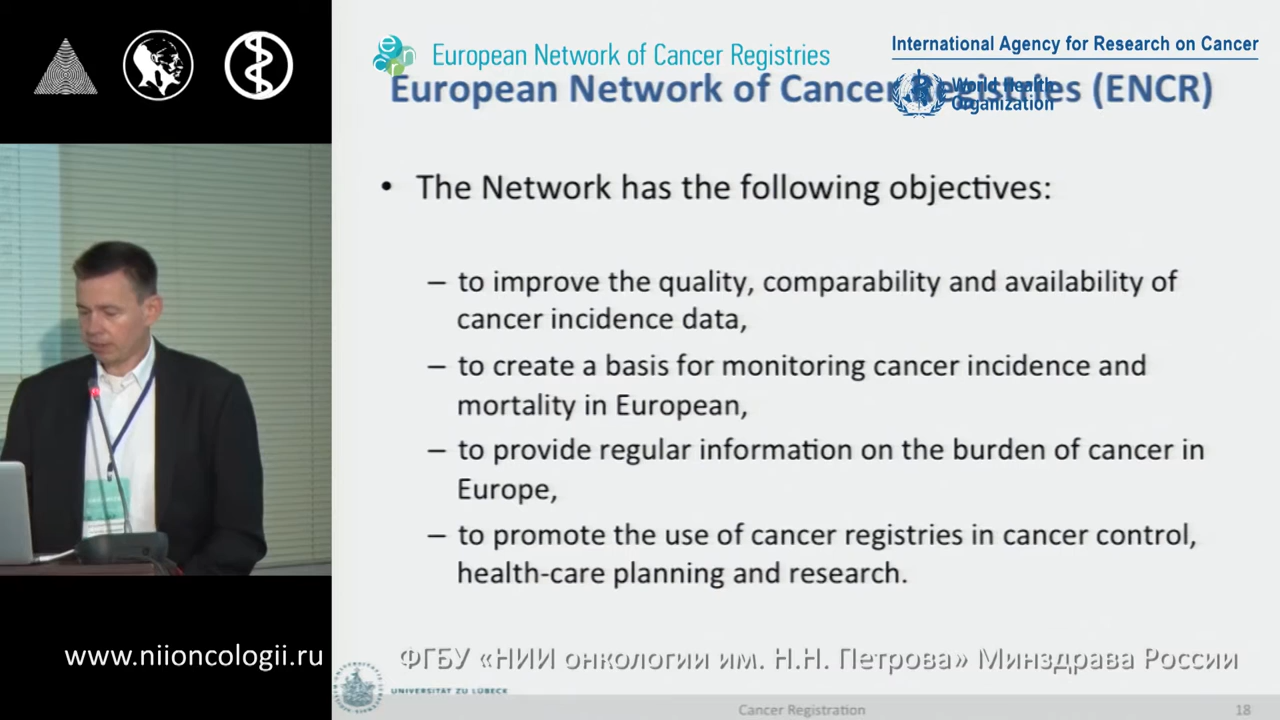 European Network of Cancer Registries
International Agency for Research on Cancer
World Health
Organization
European Network of Cancer Registries (ENCR)
• The Network has the following objectives:
– to improve the quality, comparability and availability of
cancer incidence data,
– to create a basis for monitoring cancer incidence and
mortality in European,
– to provide regular information on the burden of cancer in
Europe,
– to promote the use of cancer registries in cancer control,
health-care planning and research.
www.niioncologii.ru
ФГБУ «НИИ онкологии им. Н.Н. Петрова» Минздрава России
UNIVERSITÄT ZU LÜBECK
Cancer Registration
18